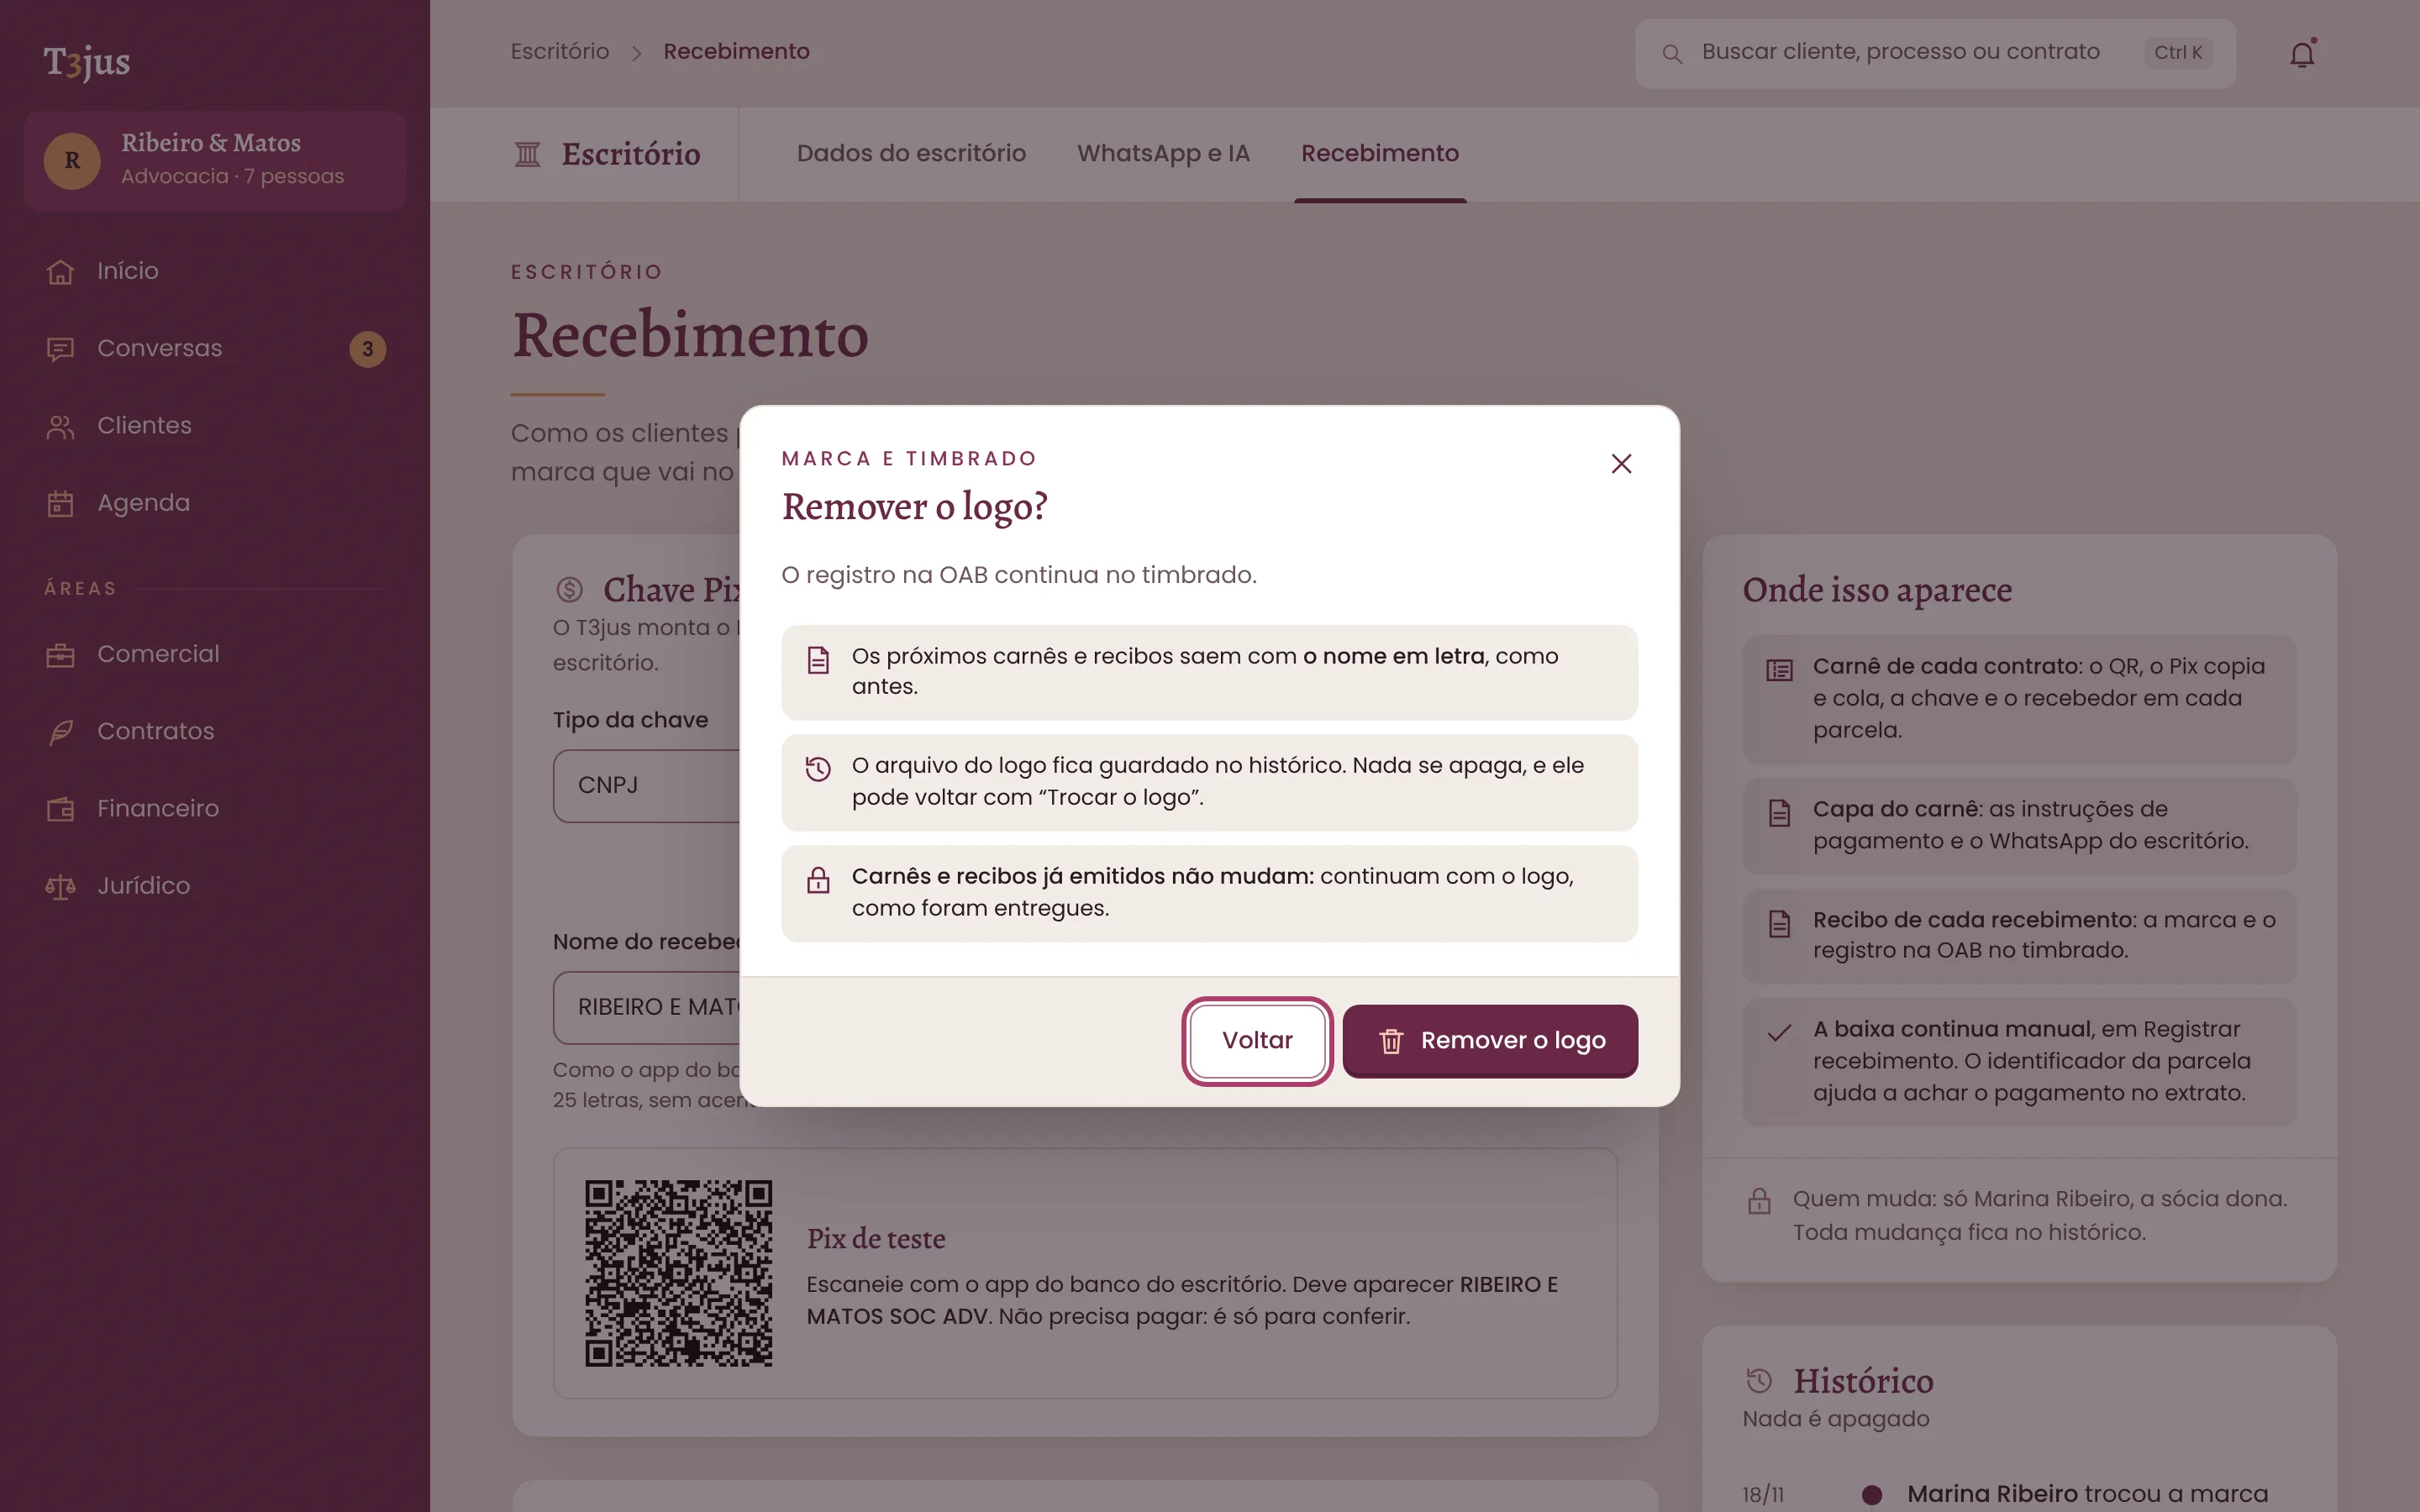 T3jus
R
Ribeiro & Matos
Advocacia · 7 pessoas
Início
Conversas
3
Clientes
Agenda
ÁREAS
Comercial
Contratos
Financeiro
Jurídico
Escritório
Recebimento
Buscar cliente, processo ou contrato
Ctrl K
Escritório
Dados do escritório
WhatsApp e IA
Recebimento
ESCRITÓRIO
Recebimento
Como os clientes
marca que vai no
Chave Pix
O T3jus monta o
escritório.
Tipo da chave
CNPJ
Nome do
RIBEIRO E
Como o app do
25 letras, sem
Pix de teste
Escaneie com o app do banco do escritório. Deve aparecer RIBEIRO E
MATOS SOC ADV. Não precisa pagar: é só para conferir.
MARCA E TIMBRADO
Remover o logo?
O registro na OAB continua no timbrado.
Os próximos carnês e recibos saem com o nome em letra, como
antes.
O arquivo do logo fica guardado no histórico. Nada se apaga, e ele
pode voltar com “Trocar o logo”.
Carnês e recibos já emitidos não mudam: continuam com o logo,
como foram entregues.
Voltar
Remover o logo
Onde isso aparece
Carnê de cada contrato: o QR, o Pix copia
e cola, a chave e o recebedor em cada
parcela.
Capa do carnê: as instruções de
pagamento e o WhatsApp do escritório.
Recibo de cada recebimento: a marca e o
registro na OAB no timbrado.
A baixa continua manual, em Registrar
recebimento. O identificador da parcela
ajuda a achar o pagamento no extrato.
Quem muda: só Marina Ribeiro, a sócia dona.
Toda mudança fica no histórico.
Histórico
Nada é apagado
18/11
Marina Ribeiro trocou a marca